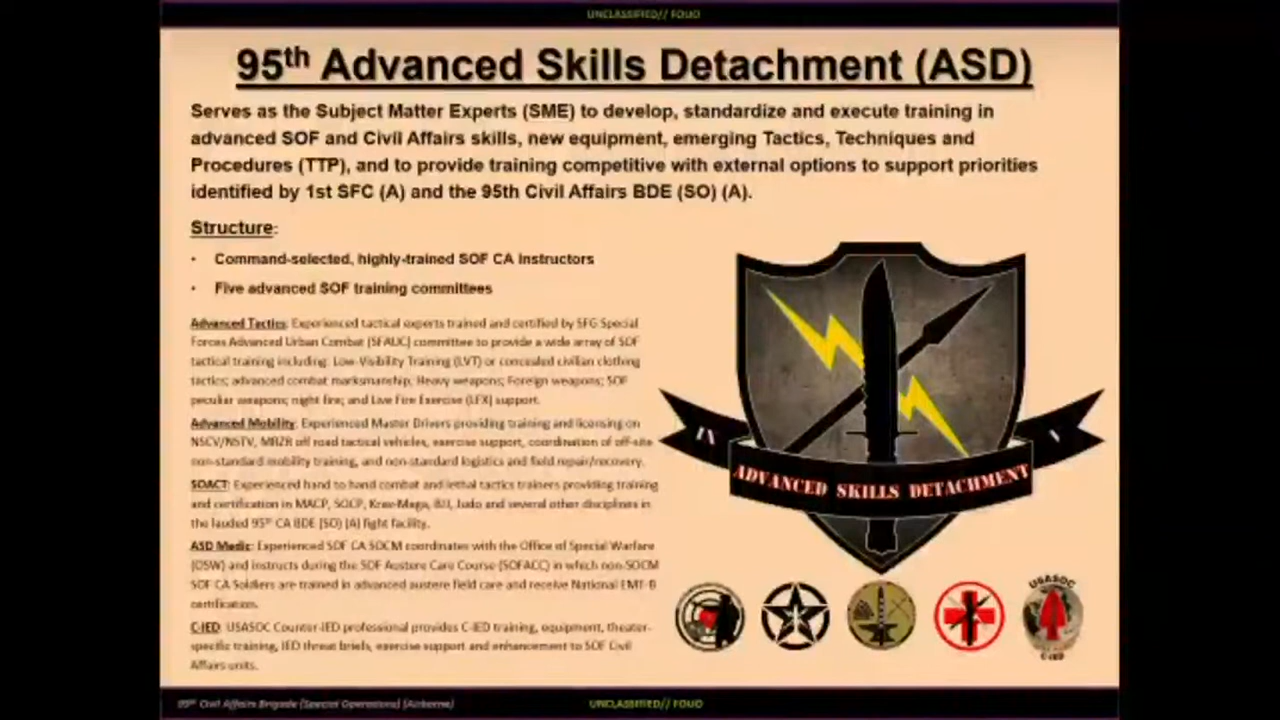 UNCLASSIFIED// FOUO
95th Advanced Skills Detachment (ASD)
Serves as the Subject Matter Experts (SME) to develop, standardize and execute training in
advanced SOF and Civil Affairs skills, new equipment, emerging Tactics, Techniques and
Procedures (TTP), and to provide training competitive with external options to support priorities
identified by 1st SFC (A) and the 95th Civil Affairs BDE (SO) (A).
Structure:
• Command-selected, highly-trained SOF CA Instructors
• Five advanced SOF training committees
Advanced Tactics: Experienced tactical experts trained and certified by SFG Special
Forces Advanced Urban Combat (SFAUC) committee to provide a wide array of SOF
tactical training including: Low-Visibility Training (LVT) or concealed civilian clothing
tactics; advanced combat marksmanship; Heavy weapons; Foreign weapons; SOF
peculiar weapons; night fire; and Live Fire Exercise (LFX) support.
Advanced Mobility: Experienced Master Drivers providing training and licensing on
NSCV/NSTV, MRZR off road tactical vehicles, exercise support, coordination of off-site
non-standard mobility training, and non-standard logistics and field repair/recovery.
SOACT: Experienced hand to hand combat and lethal tactics trainers providing training
and certification in MACP, SOCP, Krav-Maga, BJJ, Judo and several other disciplines in
the lauded 95th CA BDE (SO) (A) fight facility.
ASD Medic: Experienced SOF CA SOCM coordinates with the Office of Special Warfare
(OSW) and instructs during the SOF Austere Care Course (SOFACC) in which non-SOCM
SOF CA Soldiers are trained in advanced austere field care and receive National EMT-B
certification.
C-IED: USASOC Counter-IED professional provides C-IED training, equipment, theater-
specific training, IED threat briefs, exercise support and enhancement to SOF Civil
Affairs units.
IX V
ADVANCED SKILLS DETACHMENT
USASOC
C-IED
95th Civil Affairs Brigade (Special Operations) (Airborne)
UNCLASSIFIED// FOUO